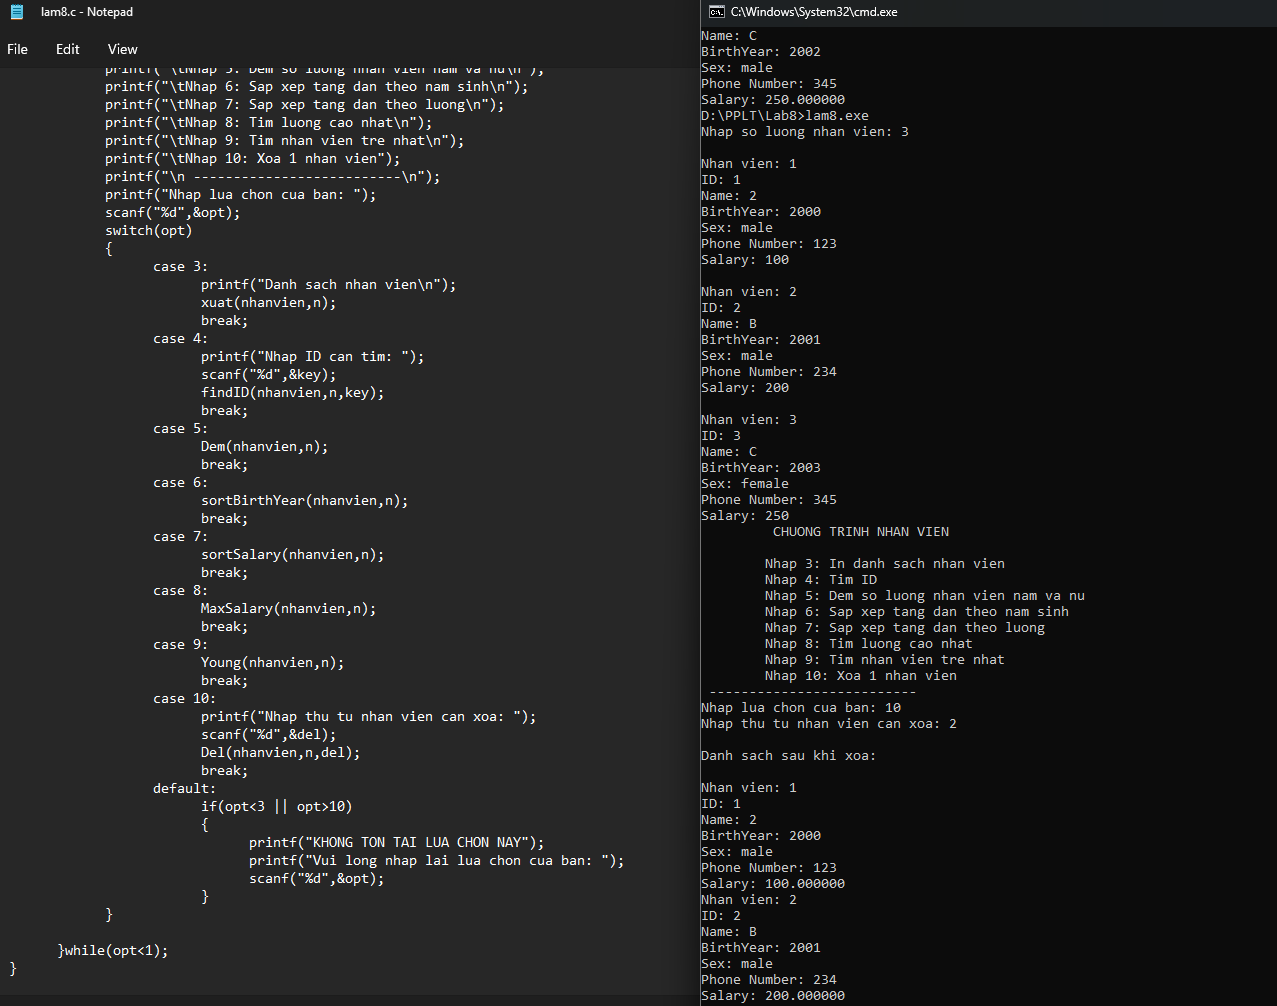 lam8.c - Notepad
File Edit View
printf("\tNhap 5: Dem so luong nhan vien nam va nu\n");
printf("\tNhap 6: Sap xep tang dan theo nam sinh\n");
printf("\tNhap 7: Sap xep tang dan theo luong\n");
printf("\tNhap 8: Tim luong cao nhat\n");
printf("\tNhap 9: Tim nhan vien tre nhat\n");
printf("\tNhap 10: Xoa 1 nhan vien");
printf("\n --------------------------\n");
printf("Nhap lua chon cua ban: ");
scanf("%d",&opt);
switch(opt)
{
case 3:
printf("Danh sach nhan vien\n");
xuat(nhanvien,n);
break;
case 4:
printf("Nhap ID can tim: ");
scanf("%d",&key);
findID(nhanvien,n,key);
break;
case 5:
Dem(nhanvien,n);
break;
case 6:
sortBirthYear(nhanvien,n);
break;
case 7:
sortSalary(nhanvien,n);
break;
case 8:
MaxSalary(nhanvien,n);
break;
case 9:
Young(nhanvien,n);
break;
case 10:
printf("Nhap thu tu nhan vien can xoa: ");
scanf("%d",&del);
Del(nhanvien,n,del);
break;
default:
if(opt<3 || opt>10)
{
printf("KHONG TON TAI LUA CHON NAY");
printf("Vui long nhap lai lua chon cua ban: ");
scanf("%d",&opt);
}
}
}while(opt<1);
}
C:\Windows\System32\cmd.exe
Name: C
BirthYear: 2002
Sex: male
Phone Number: 345
Salary: 250.000000
D:\PPLT\Lab8>lam8.exe
Nhap so luong nhan vien: 3
Nhan vien: 1
ID: 1
Name: 2
BirthYear: 2000
Sex: male
Phone Number: 123
Salary: 100
Nhan vien: 2
ID: 2
Name: B
BirthYear: 2001
Sex: male
Phone Number: 234
Salary: 200
Nhan vien: 3
ID: 3
Name: C
BirthYear: 2003
Sex: female
Phone Number: 345
Salary: 250
CHUONG TRINH NHAN VIEN
Nhap 3: In danh sach nhan vien
Nhap 4: Tim ID
Nhap 5: Dem so luong nhan vien nam va nu
Nhap 6: Sap xep tang dan theo nam sinh
Nhap 7: Sap xep tang dan theo luong
Nhap 8: Tim luong cao nhat
Nhap 9: Tim nhan vien tre nhat
Nhap 10: Xoa 1 nhan vien
--------------------------
Nhap lua chon cua ban: 10
Nhap thu tu nhan vien can xoa: 2
Danh sach sau khi xoa:
Nhan vien: 1
ID: 1
Name: 2
BirthYear: 2000
Sex: male
Phone Number: 123
Salary: 100.000000
Nhan vien: 2
ID: 2
Name: B
BirthYear: 2001
Sex: male
Phone Number: 234
Salary: 200.000000